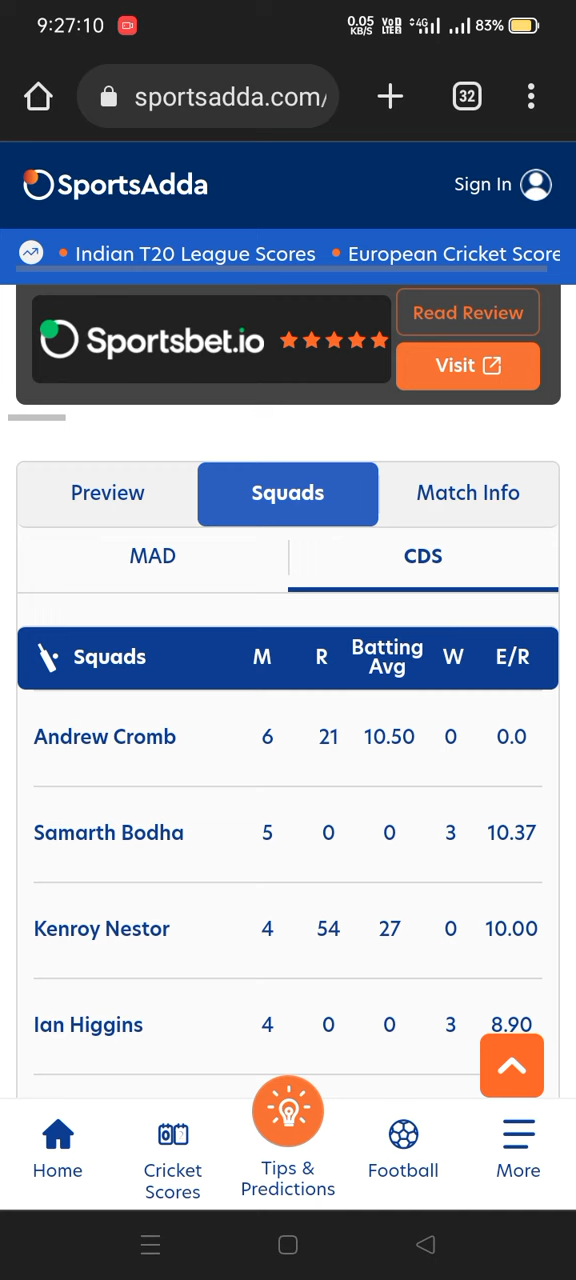 9:27:10 0.05 KB/S VoD LTED 4G 83%
sportsadda.com/ 32
SportsAdda Sign In
Indian T20 League Scores European Cricket Score
Sportsbet.io Read Review
Visit
Preview Squads Match Info
MAD CDS
Squads M R Batting Avg W E/R
Andrew Cromb 6 21 10.50 0 0.0
Samarth Bodha 5 0 0 3 10.37
Kenroy Nestor 4 54 27 0 10.00
Ian Higgins 4 0 0 3 8.90
Home Cricket Scores Tips & Predictions Football More